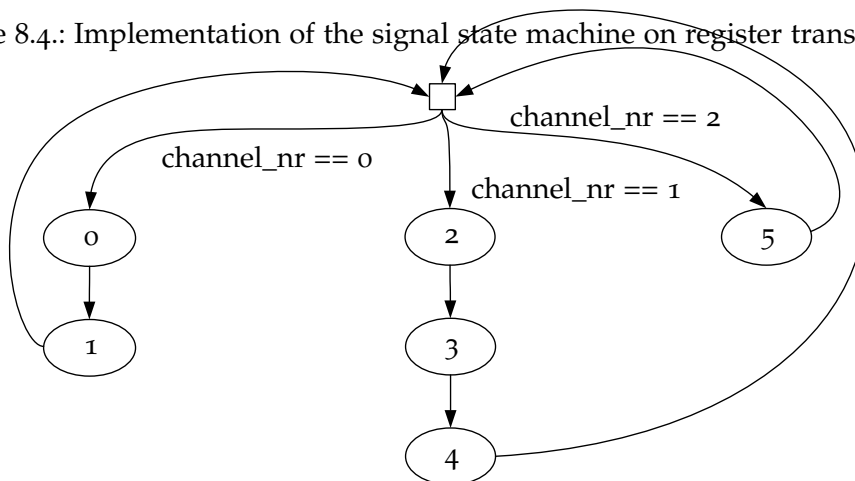 8.4.: Implementation of the signal state machine on register trans
channel_nr == 2
channel_nr == 0
channel_nr == 1
0
2
5
1
3
4